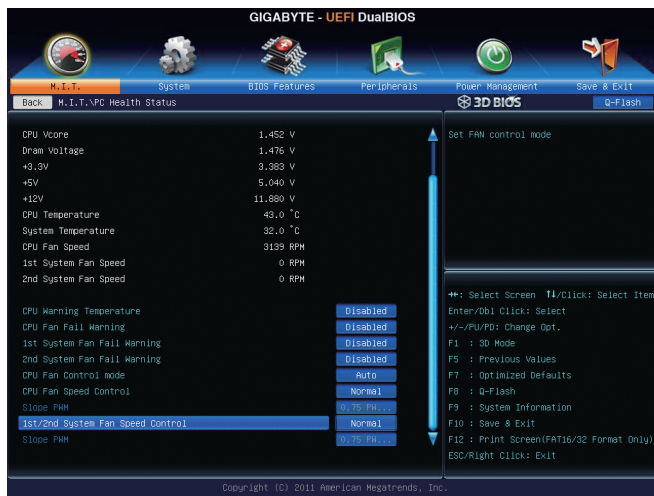 GIGABYTE - UEFI DualBIOS
M.I.T.
System
BIOS Features
Peripherals
Power Management
Save & Exit
Back
M.I.T.\PC Health Status
3D BIOS
Q-Flash
CPU Vcore 1.452 V
Dram Voltage 1.476 V
+3.3V 3.383 V
+5V 5.040 V
+12V 11.880 V
CPU Temperature 43.0 °C
System Temperature 32.0 °C
CPU Fan Speed 3139 RPM
1st System Fan Speed 0 RPM
2nd System Fan Speed 0 RPM
CPU Warning Temperature Disabled
CPU Fan Fail Warning Disabled
1st System Fan Fail Warning Disabled
2nd System Fan Fail Warning Disabled
CPU Fan Control mode Auto
CPU Fan Speed Control Normal
Slope PWM 0.75 PW...
1st/2nd System Fan Speed Control Normal
Slope PWM 0.75 PW...
Set FAN control mode
→←: Select Screen ↑↓/Click: Select Item
Enter/Dbl Click: Select
+/-/PU/PD: Change Opt.
F1 : 3D Mode
F5 : Previous Values
F7 : Optimized Defaults
F8 : Q-Flash
F9 : System Information
F10 : Save & Exit
F12 : Print Screen(FAT16/32 Format Only)
ESC/Right Click: Exit
Copyright (C) 2011 American Megatrends, Inc.